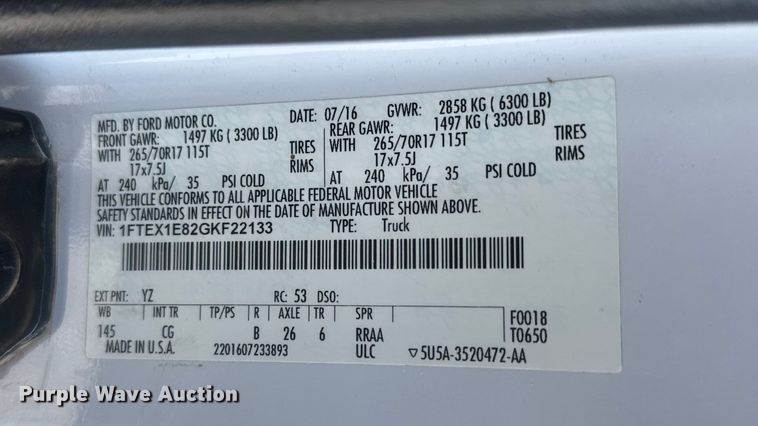 MFD. BY FORD MOTOR CO. DATE: 07/16 GVWR: 2858 KG ( 6300 LB)
FRONT GAWR: 1497 KG ( 3300 LB) REAR GAWR: 1497 KG ( 3300 LB)
WITH 265/70R17 115T TIRES WITH 265/70R17 115T TIRES
17x7.5J RIMS 17x7.5J RIMS
AT 240 kPa/ 35 PSI COLD AT 240 kPa/ 35 PSI COLD
THIS VEHICLE CONFORMS TO ALL APPLICABLE FEDERAL MOTOR VEHICLE
SAFETY STANDARDS IN EFFECT ON THE DATE OF MANUFACTURE SHOWN ABOVE.
VIN: 1FTEX1E82GKF22133 TYPE: Truck
EXT PNT: YZ RC: 53 DSO:
WB INT TR TP/PS R AXLE TR SPR F0018
145 CG B 26 6 RRAA T0650
MADE IN U.S.A. 2201607233893 ULC ▽5U5A-3520472-AA
Purple Wave Auction